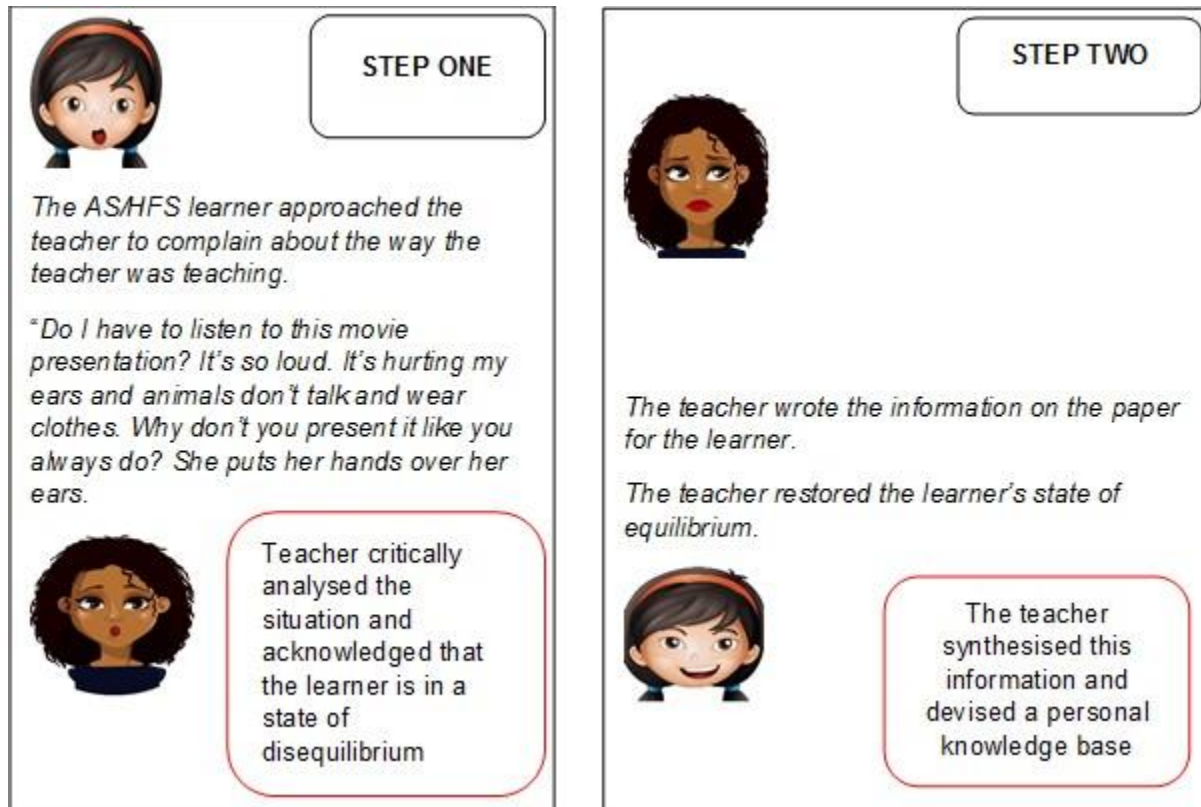 STEP ONE
The AS/HFS learner approached the
teacher to complain about the way the
teacher was teaching.
“Do I have to listen to this movie
presentation? It’s so loud. It’s hurting my
ears and animals don’t talk and wear
clothes. Why don’t you present it like you
always do? She puts her hands over her
ears.
Teacher critically
analysed the
situation and
acknowledged that
the learner is in a
state of
disequilibrium
STEP TWO
The teacher wrote the information on the paper
for the learner.
The teacher restored the learner’s state of
equilibrium.
The teacher
synthesised this
information and
devised a personal
knowledge base